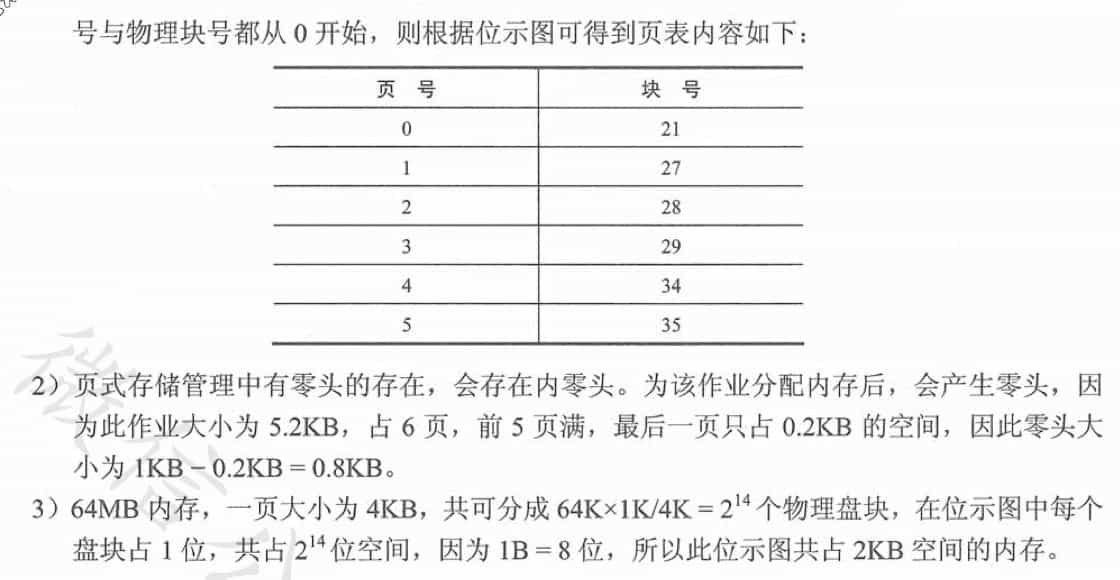 号与物理块号都从 0 开始，则根据位示图可得到页表内容如下：
页 号 块 号
0 21
1 27
2 28
3 29
4 34
5 35
2）页式存储管理中有零头的存在，会存在内零头。为该作业分配内存后，会产生零头，因
为此作业大小为 5.2KB，占 6 页，前 5 页满，最后一页只占 0.2KB 的空间，因此零头大
小为 1KB－0.2KB = 0.8KB。
3）64MB 内存，一页大小为 4KB，共可分成 64K×1K/4K = 2¹⁴ 个物理盘块，在位示图中每个
盘块占 1 位，共占 2¹⁴ 位空间，因为 1B = 8 位，所以此位示图共占 2KB 空间的内存。
微信公